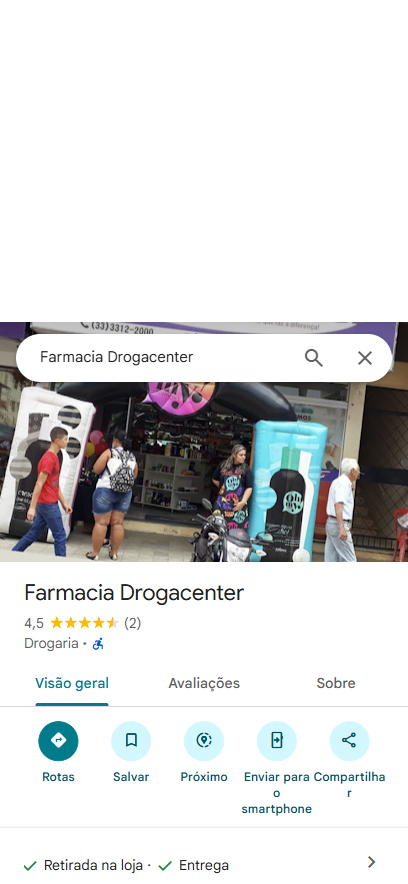 (33)3312-2000
Farmacia Drogacenter
Farmacia Drogacenter
4,5 (2)
Drogaria ·
Visão geral
Avaliações
Sobre
Rotas
Salvar
Próximo
Enviar para
o
smartphone
Compartilha
r
Retirada na loja · Entrega